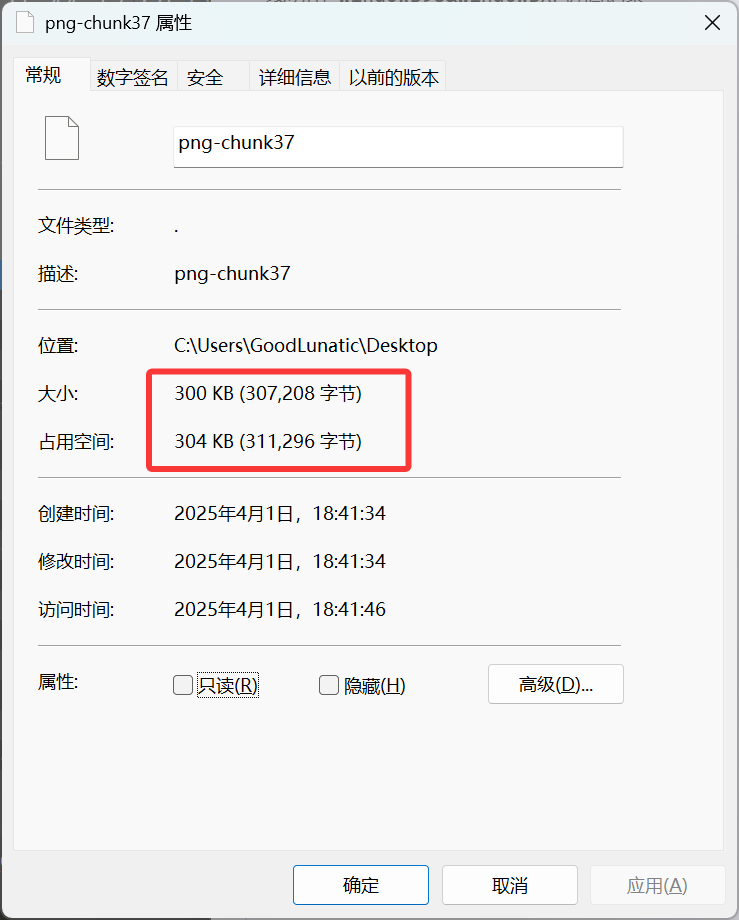 png-chunk37 属性
常规 数字签名 安全 详细信息 以前的版本
png-chunk37
文件类型: .
描述: png-chunk37
位置: C:\Users\GoodLunatic\Desktop
大小: 300 KB (307,208 字节)
占用空间: 304 KB (311,296 字节)
创建时间: 2025年4月1日，18:41:34
修改时间: 2025年4月1日，18:41:34
访问时间: 2025年4月1日，18:41:46
属性: 只读(R) 隐藏(H) 高级(D)...
确定 取消 应用(A)